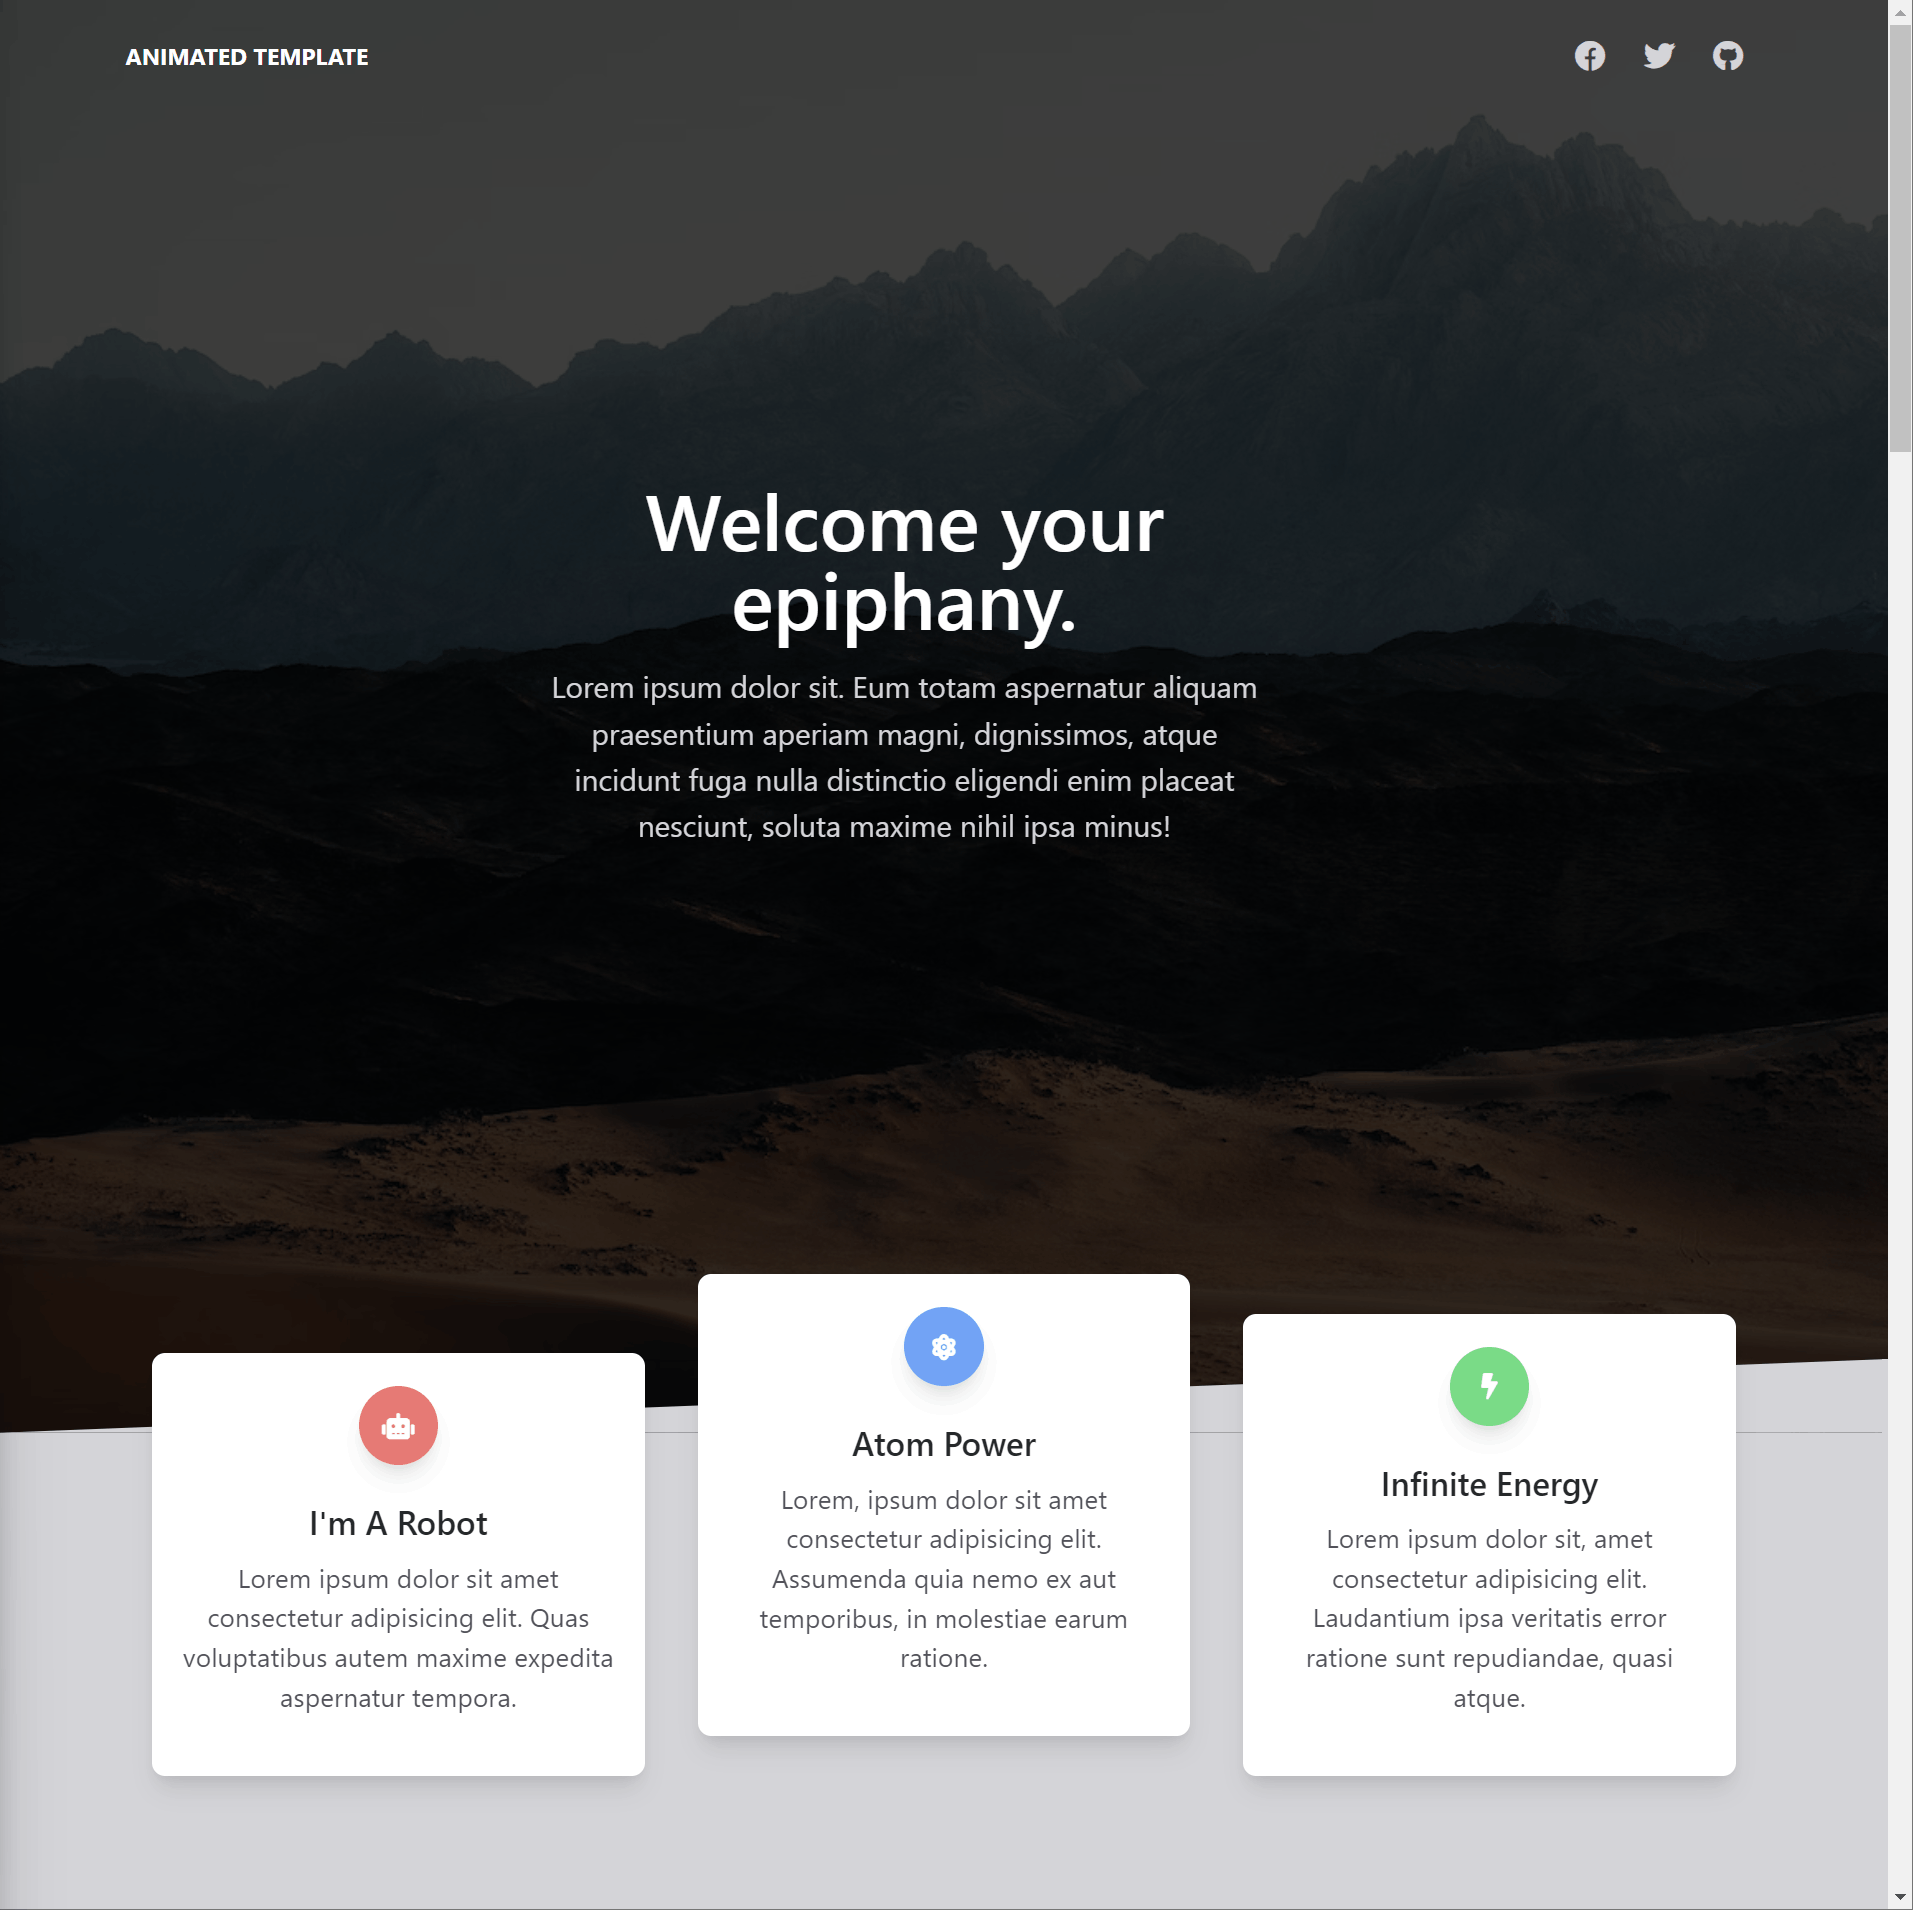 ANIMATED TEMPLATE
Welcome your
epiphany.
Lorem ipsum dolor sit. Eum totam aspernatur aliquam
praesentium aperiam magni, dignissimos, atque
incidunt fuga nulla distinctio eligendi enim placeat
nesciunt, soluta maxime nihil ipsa minus!
I'm A Robot
Lorem ipsum dolor sit amet
consectetur adipisicing elit. Quas
voluptatibus autem maxime expedita
aspernatur tempora.
Atom Power
Lorem, ipsum dolor sit amet
consectetur adipisicing elit.
Assumenda quia nemo ex aut
temporibus, in molestiae earum
ratione.
Infinite Energy
Lorem ipsum dolor sit, amet
consectetur adipisicing elit.
Laudantium ipsa veritatis error
ratione sunt repudiandae, quasi
atque.